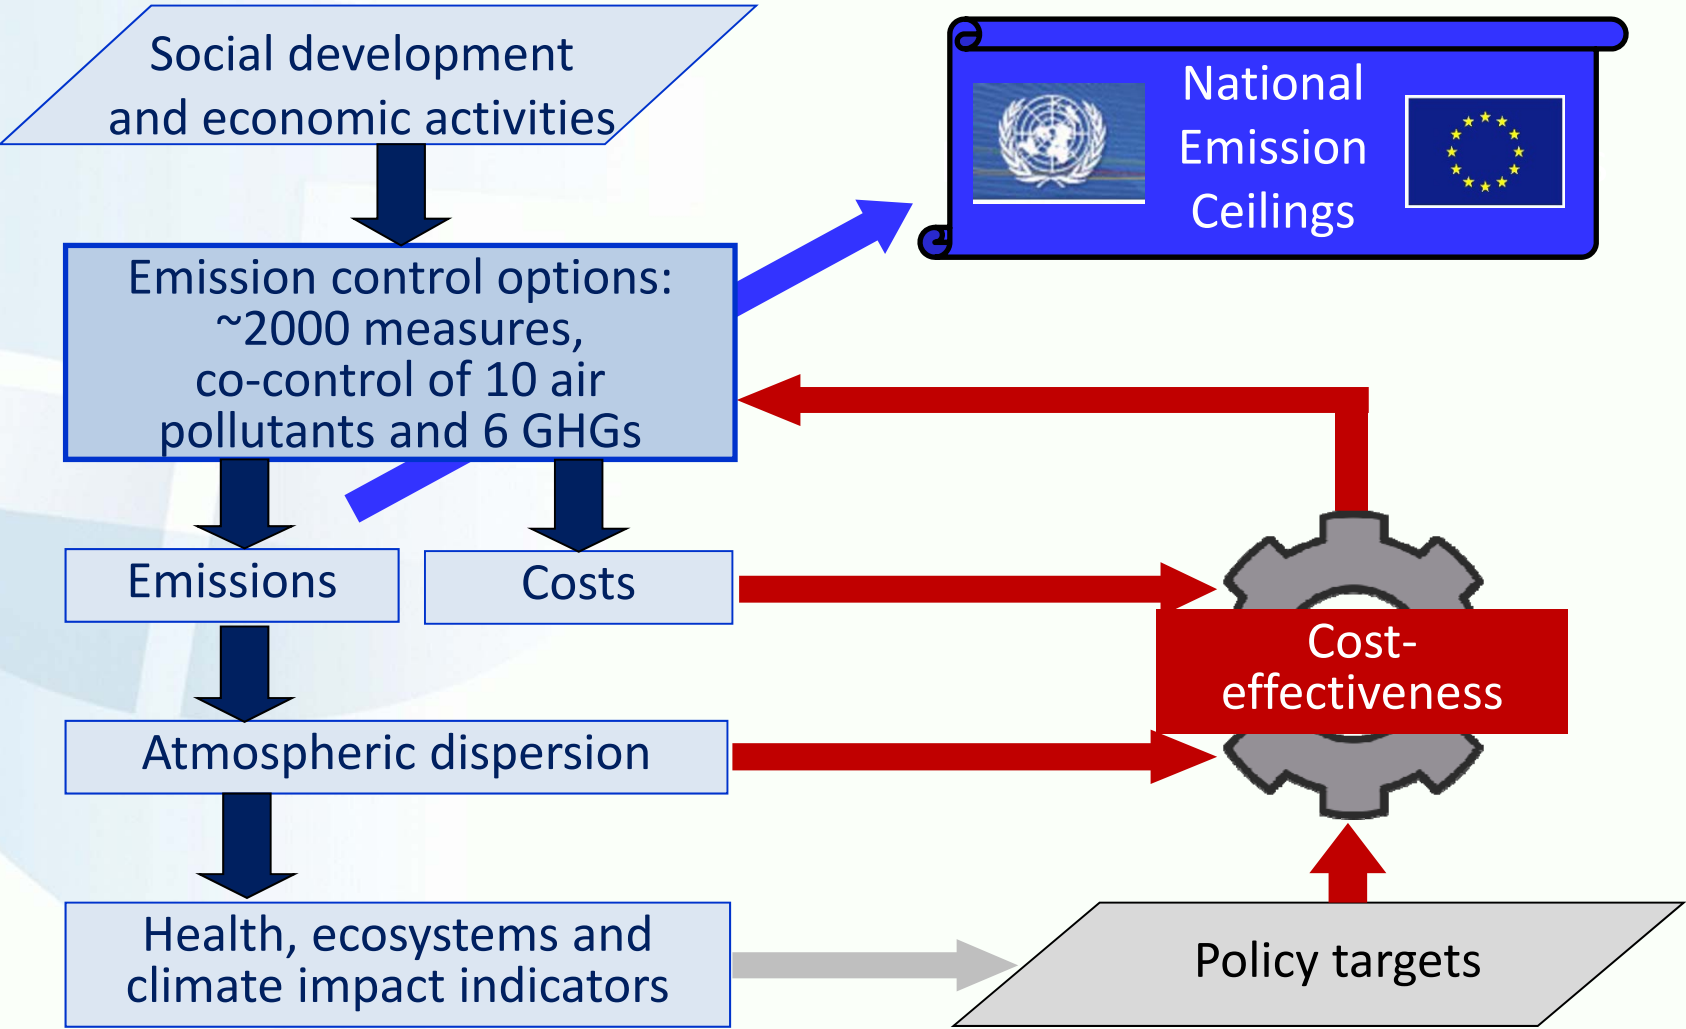 Social development
and economic activities
National
Emission
Ceilings
Emission control options:
~2000 measures,
co-control of 10 air
pollutants and 6 GHGs
Emissions
Costs
Cost-
effectiveness
Atmospheric dispersion
Health, ecosystems and
climate impact indicators
Policy targets